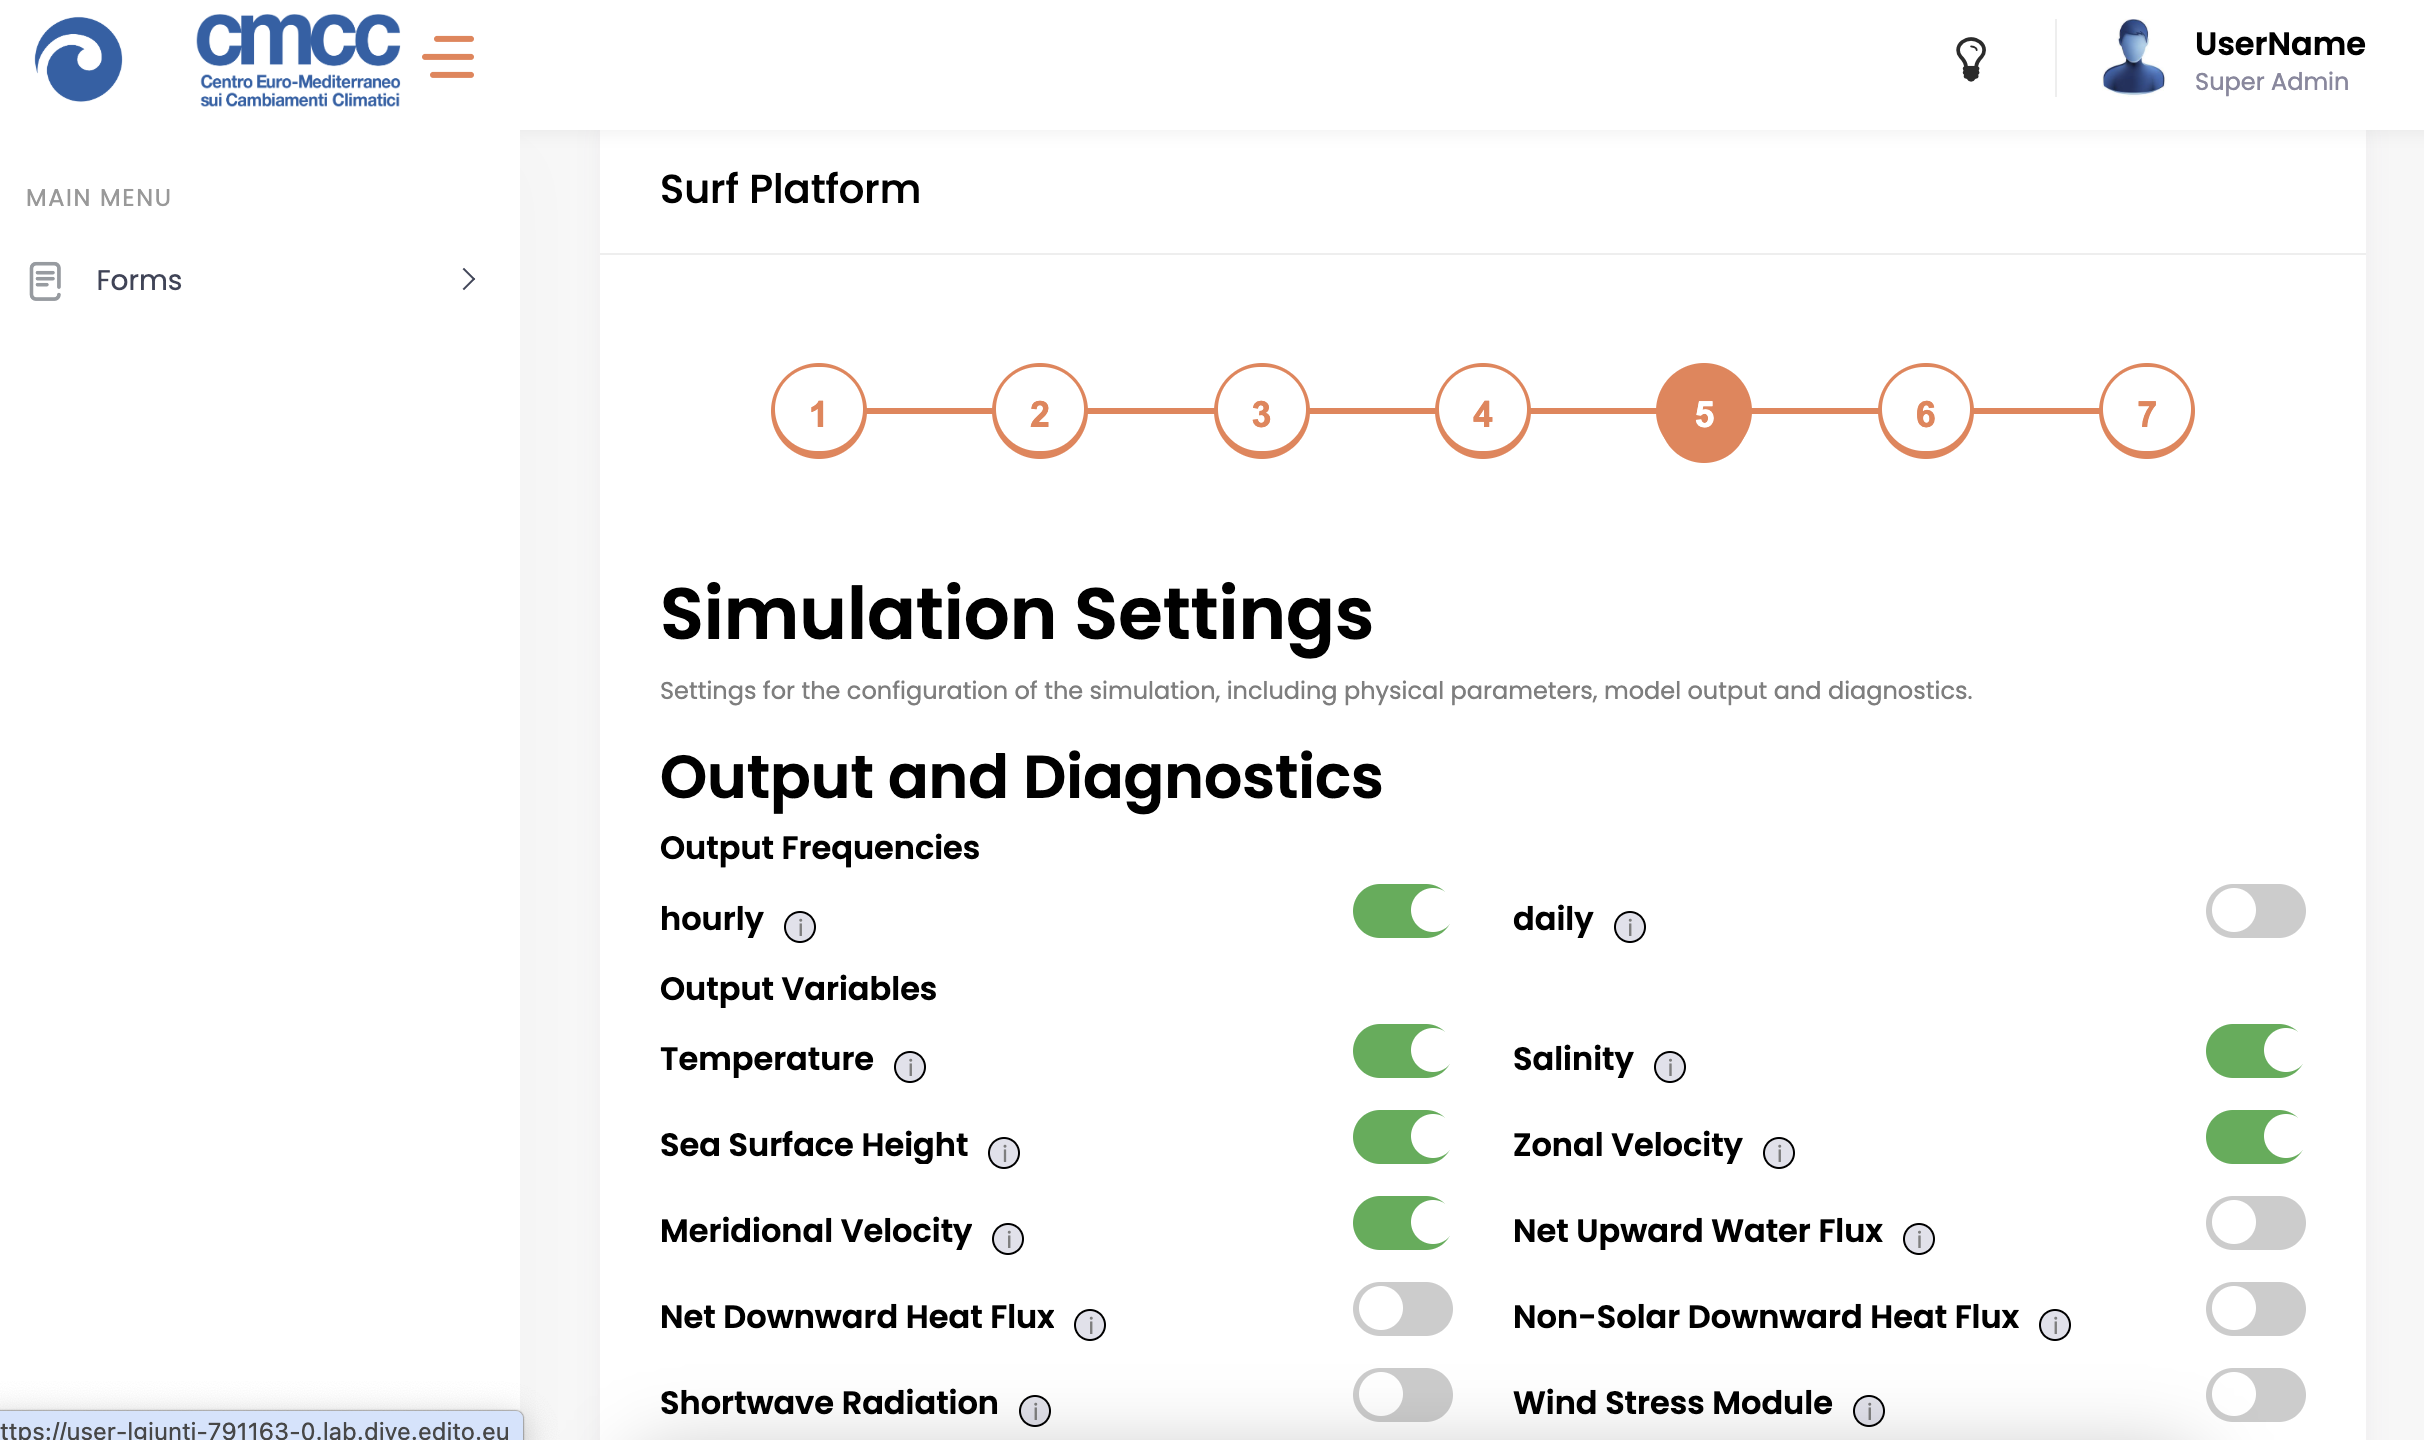 cmcc
Centro Euro-Mediterraneo
sui Cambiamenti Climatici
UserName
Super Admin
MAIN MENU
Forms
Surf Platform
1 2 3 4 5 6 7
Simulation Settings
Settings for the configuration of the simulation, including physical parameters, model output and diagnostics.
Output and Diagnostics
Output Frequencies
hourly i daily i
Output Variables
Temperature i Salinity i
Sea Surface Height i Zonal Velocity i
Meridional Velocity i Net Upward Water Flux i
Net Downward Heat Flux i Non-Solar Downward Heat Flux i
Shortwave Radiation i Wind Stress Module i
ttps://user-lgiunti-791163-0.lab.dive.edito.eu